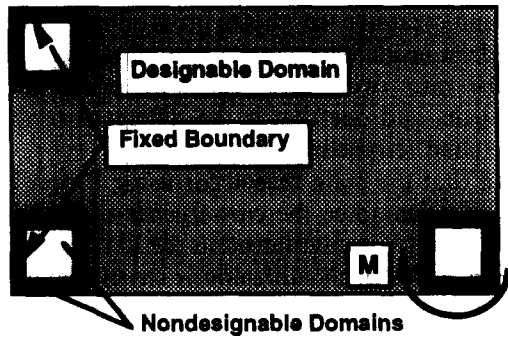 Designable Domain
Fixed Boundary
M
Nondesignable Domains